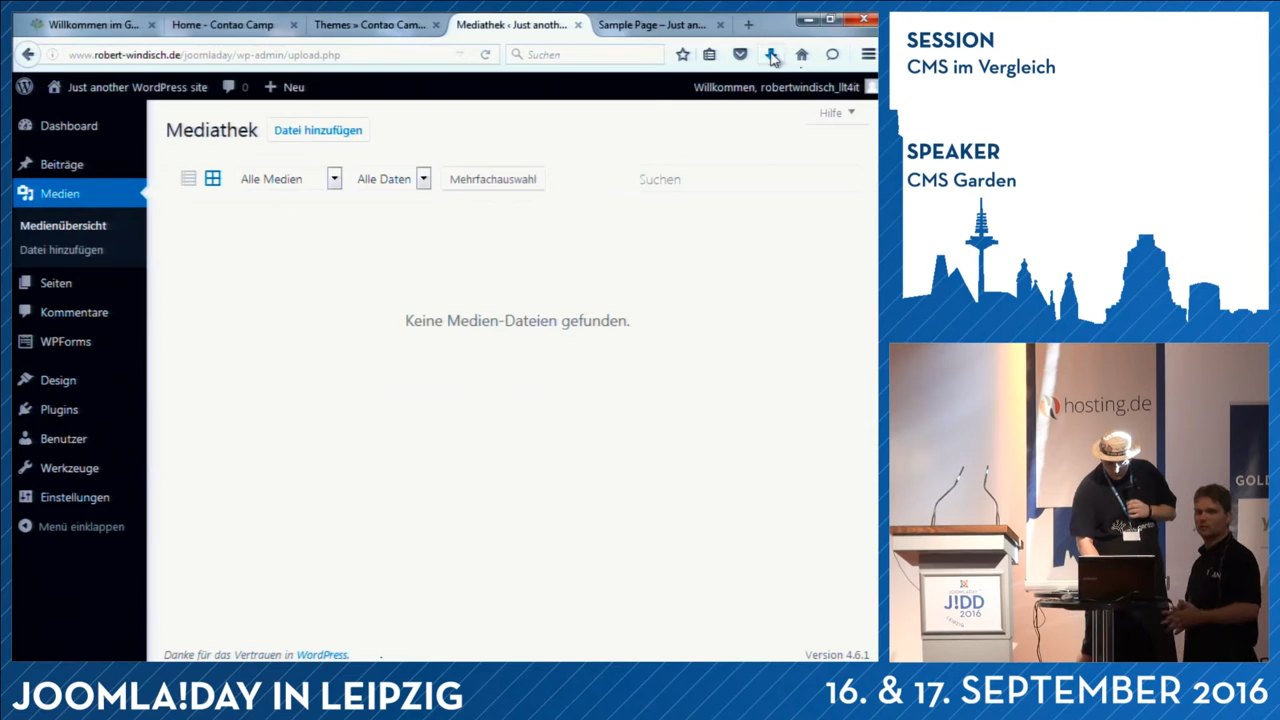 Willkommen im G...
Home - Contao Camp
Themes » Contao Cam...
Mediathek ‹ Just anoth...
Sample Page – Just an...
www.robert-windisch.de/joomladay/wp-admin/upload.php
Suchen
Just another WordPress site
0
Neu
Willkommen, robertwindisch_llt4it
Dashboard
Beiträge
Medien
Medienübersicht
Datei hinzufügen
Seiten
Kommentare
WPForms
Design
Plugins
Benutzer
Werkzeuge
Einstellungen
Menü einklappen
Hilfe
Mediathek
Datei hinzufügen
Alle Medien
Alle Daten
Mehrfachauswahl
Suchen
Keine Medien-Dateien gefunden.
Danke für das Vertrauen in WordPress.
Version 4.6.1
SESSION
CMS im Vergleich
SPEAKER
CMS Garden
hosting.de
GOLD
JOOMLADAY
J!DD
2016
LEIPZIG
JOOMLA!DAY IN LEIPZIG
16. & 17. SEPTEMBER 2016